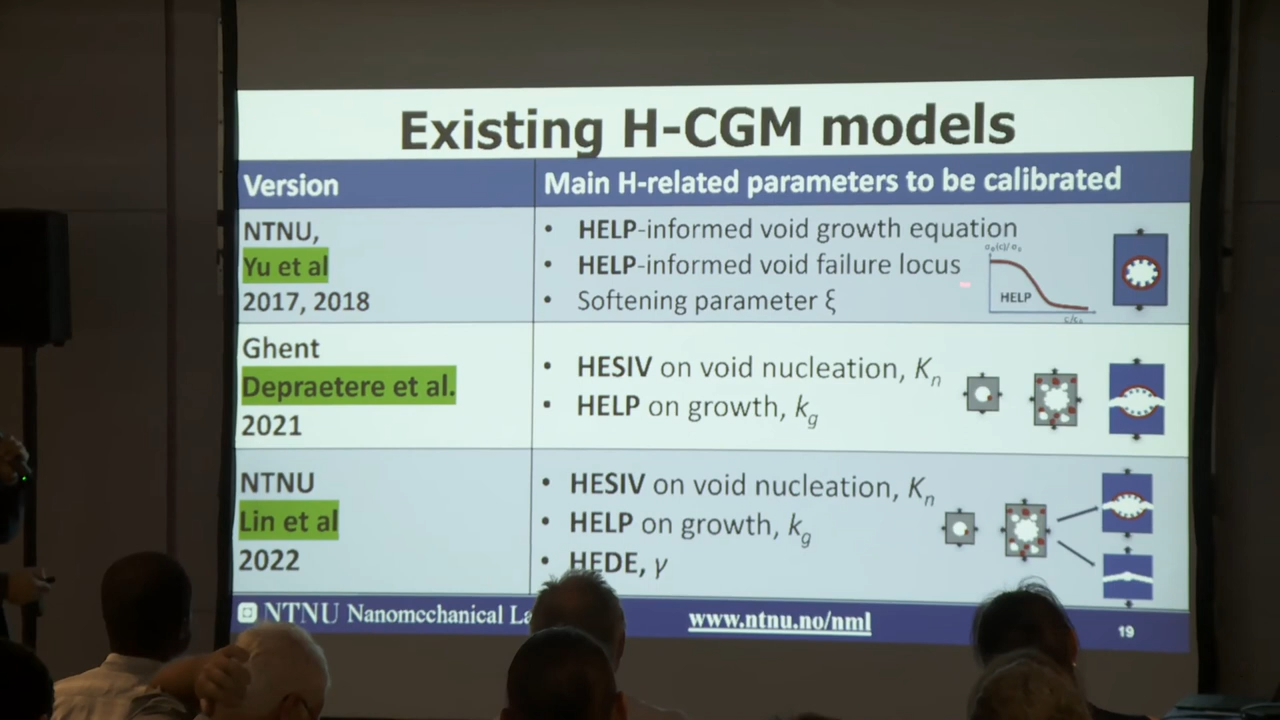 Existing H-CGM models
Version
Main H-related parameters to be calibrated
NTNU,
Yu et al
2017, 2018
• HELP-informed void growth equation
• HELP-informed void failure locus
• Softening parameter ξ
HELP
Ghent
Depraetere et al.
2021
• HESIV on void nucleation, Kn
• HELP on growth, kg
NTNU
Lin et al
2022
• HESIV on void nucleation, Kn
• HELP on growth, kg
• HEDE, γ
NTNU Nanomechanical
www.ntnu.no/nml
19